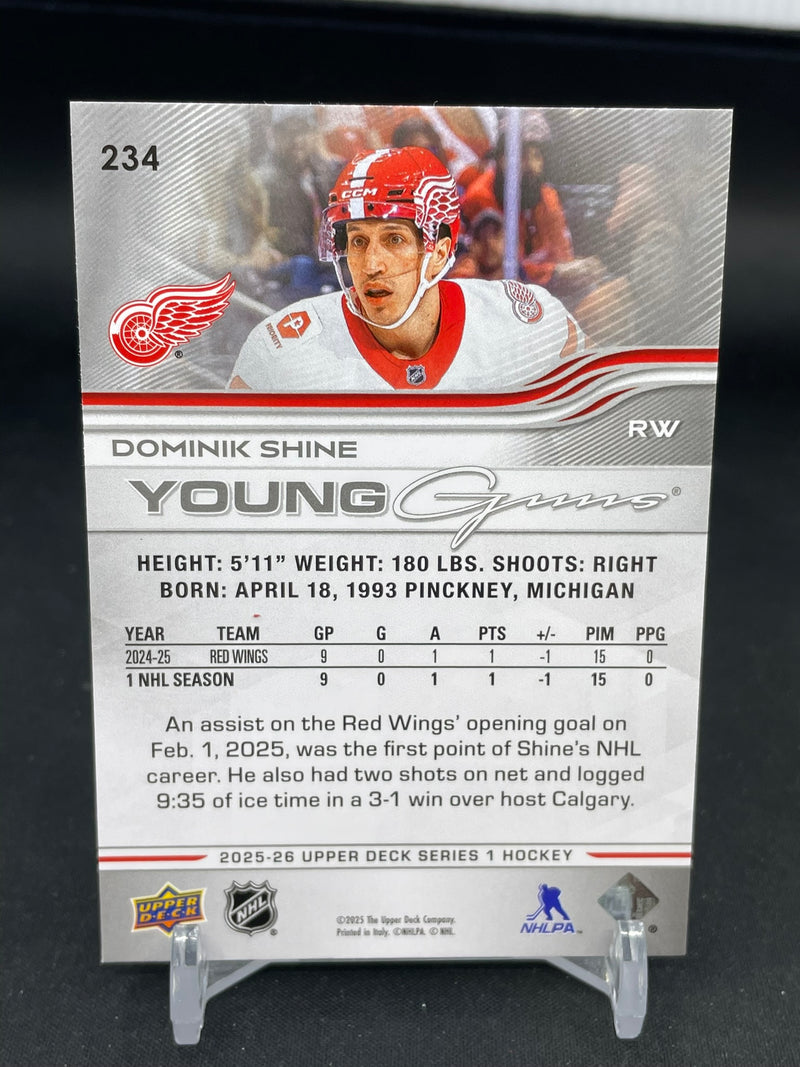 234
CCM
PRIORITY
RW
DOMINIK SHINE
YOUNG Guns®
HEIGHT: 5'11" WEIGHT: 180 LBS. SHOOTS: RIGHT
BORN: APRIL 18, 1993 PINCKNEY, MICHIGAN
YEAR TEAM GP G A PTS +/- PIM PPG
2024-25 RED WINGS 9 0 1 1 -1 15 0
1 NHL SEASON 9 0 1 1 -1 15 0
An assist on the Red Wings' opening goal on
Feb. 1, 2025, was the first point of Shine's NHL
career. He also had two shots on net and logged
9:35 of ice time in a 3-1 win over host Calgary.
2025-26 UPPER DECK SERIES 1 HOCKEY
UPPER DECK
NHL
©2025 The Upper Deck Company.
Printed in Italy. ©NHLPA. © NHL.
NHLPA